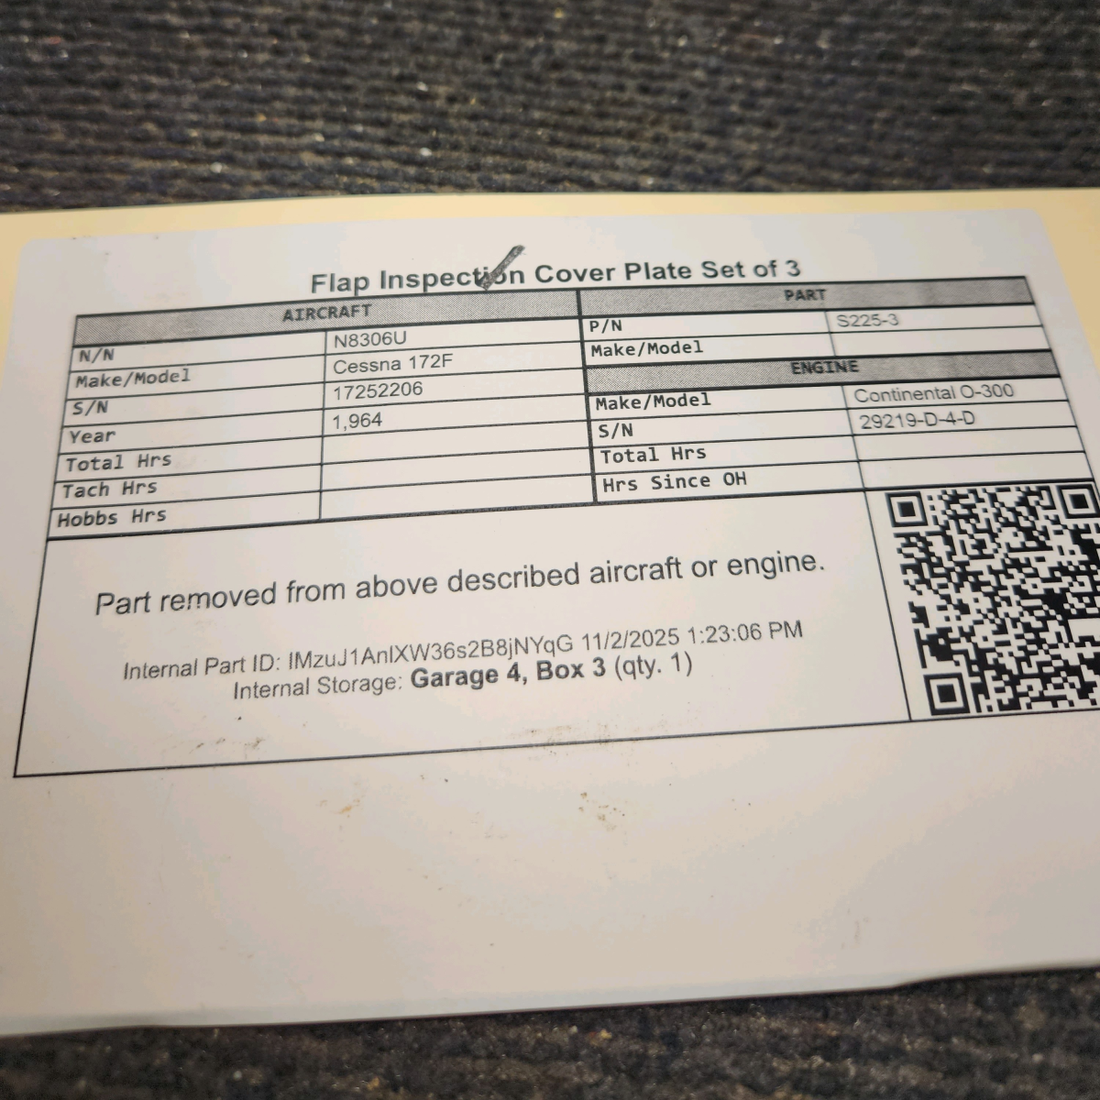 Flap Inspection Cover Plate Set of 3
AIRCRAFT
N/N N8306U
Make/Model Cessna 172F
S/N 17252206
Year 1,964
Total Hrs
Tach Hrs
Hobbs Hrs
PART
P/N S225-3
Make/Model
ENGINE
Make/Model Continental O-300
S/N 29219-D-4-D
Total Hrs
Hrs Since OH
Part removed from above described aircraft or engine.
Internal Part ID: IMzuJ1AnIXW36s2B8jNYqG 11/2/2025 1:23:06 PM
Internal Storage: Garage 4, Box 3 (qty. 1)